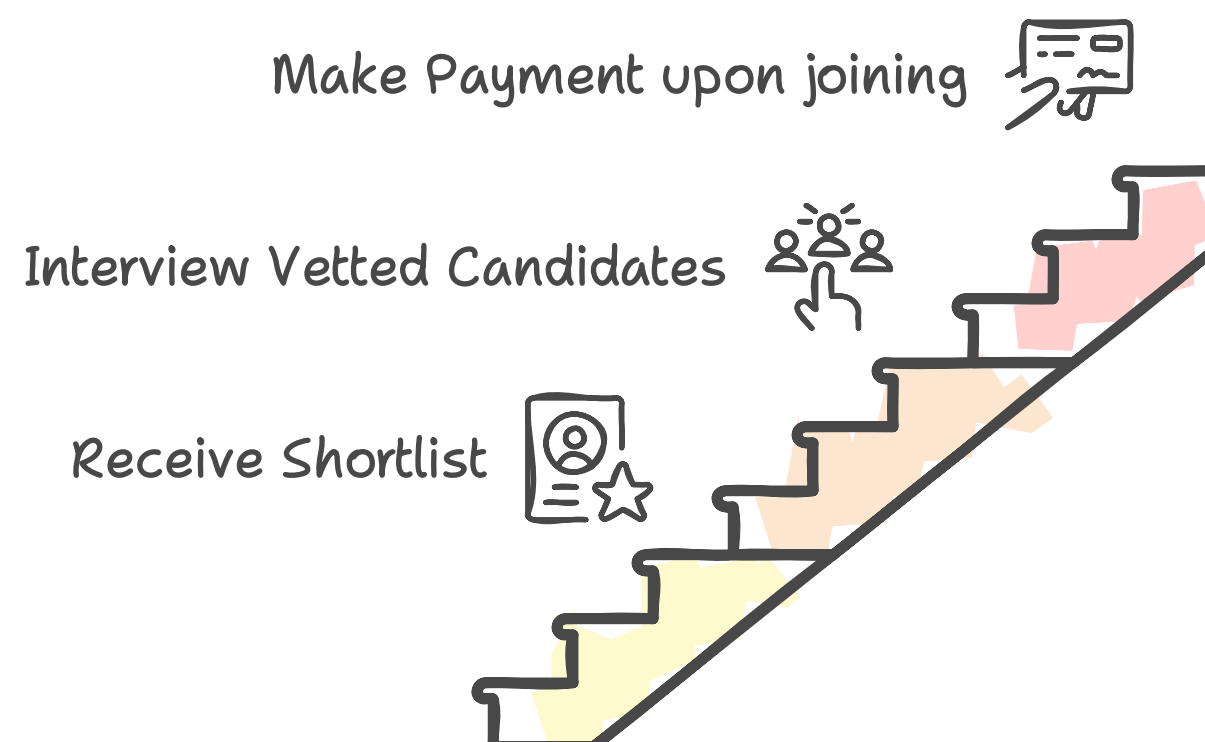 Make Payment upon joining
Interview Vetted Candidates
Receive Shortlist